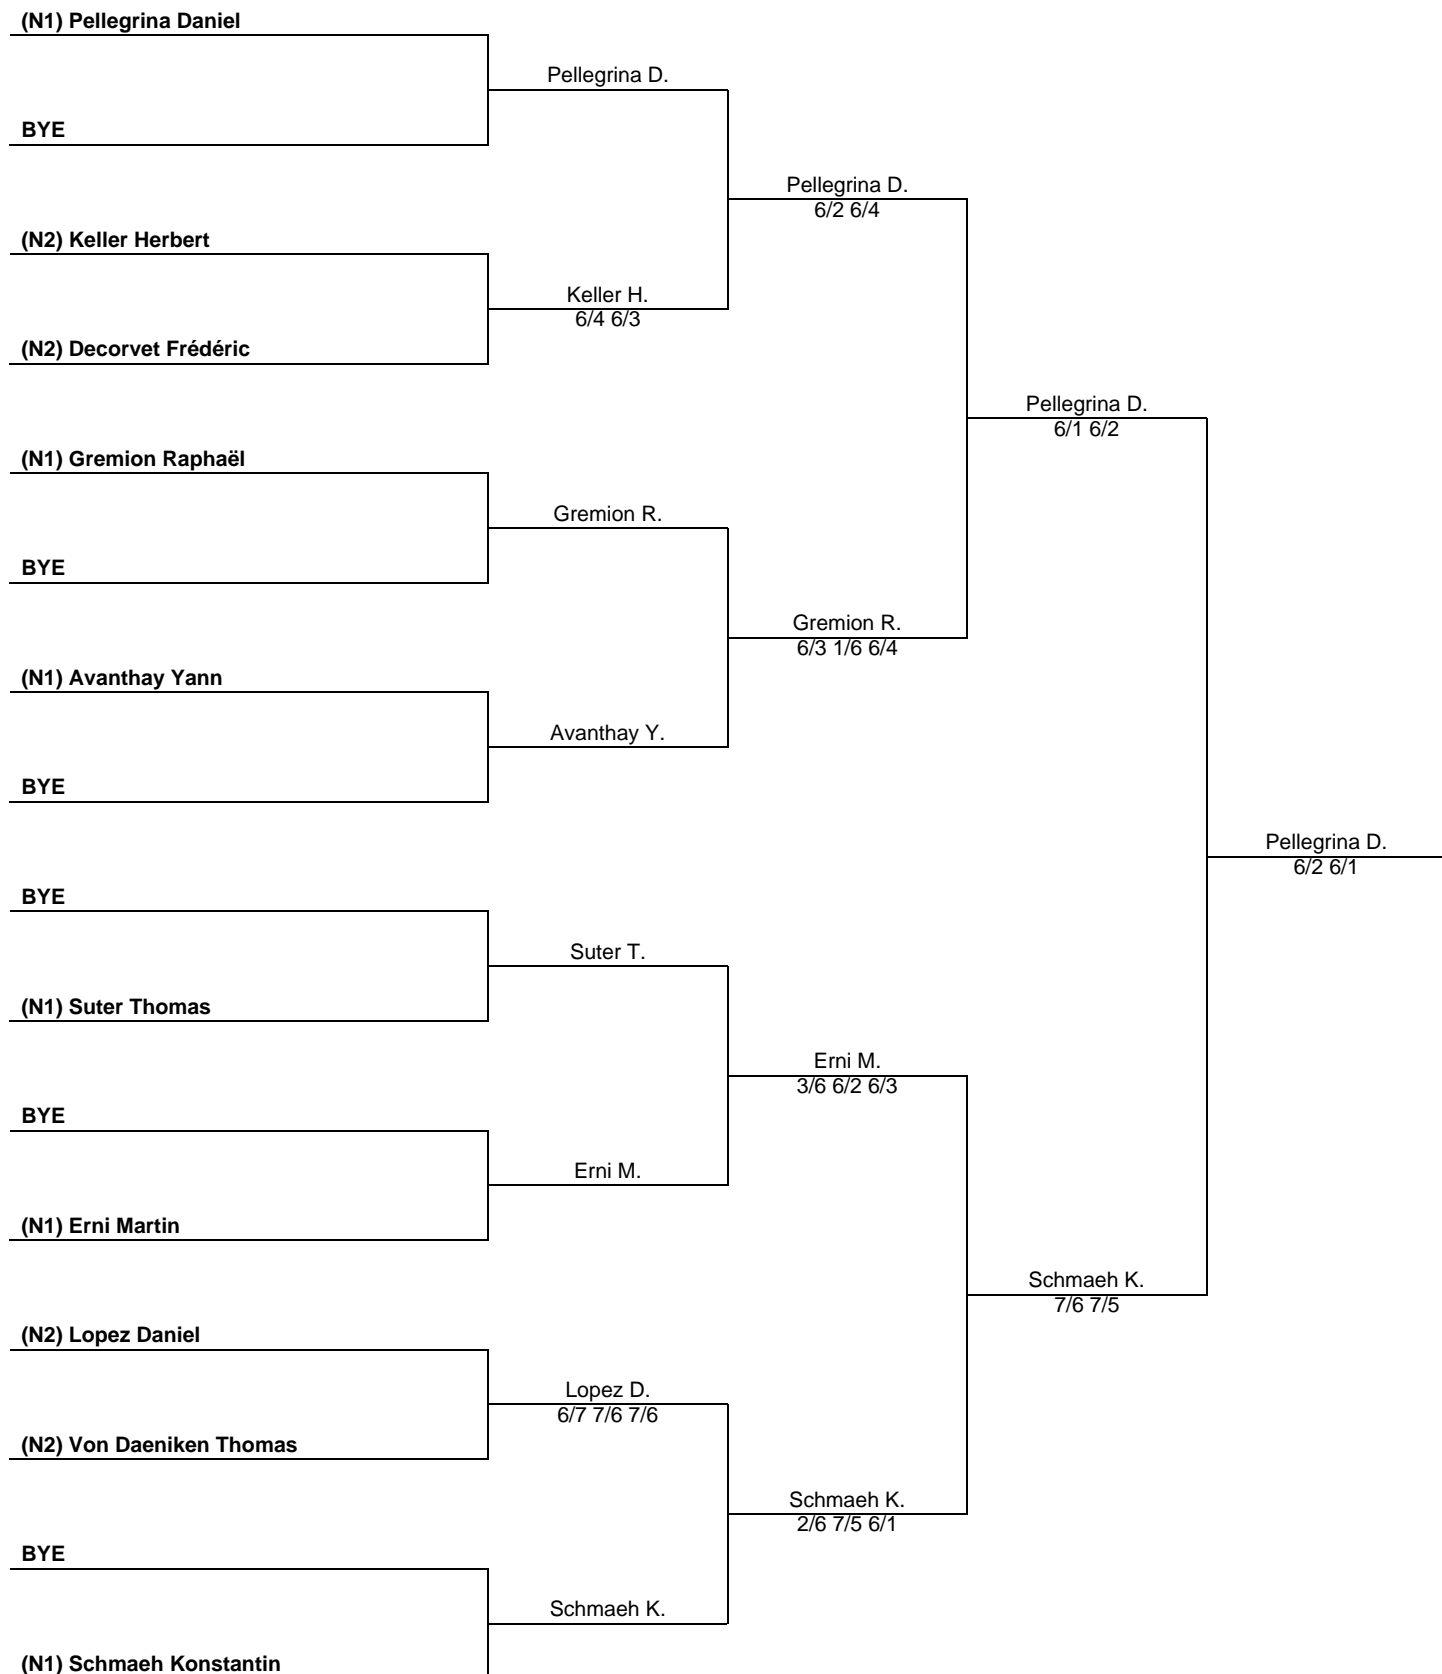 (N1) Pellegrina Daniel
Pellegrina D.
BYE
Pellegrina D.
6/2 6/4
(N2) Keller Herbert
Keller H.
6/4 6/3
(N2) Decorvet Frédéric
Pellegrina D.
6/1 6/2
(N1) Gremion Raphaël
Gremion R.
BYE
Gremion R.
6/3 1/6 6/4
(N1) Avanthay Yann
Avanthay Y.
BYE
Pellegrina D.
6/2 6/1
BYE
Suter T.
(N1) Suter Thomas
Erni M.
3/6 6/2 6/3
BYE
Erni M.
(N1) Erni Martin
Schmaeh K.
7/6 7/5
(N2) Lopez Daniel
Lopez D.
6/7 7/6 7/6
(N2) Von Daeniken Thomas
Schmaeh K.
2/6 7/5 6/1
BYE
Schmaeh K.
(N1) Schmaeh Konstantin